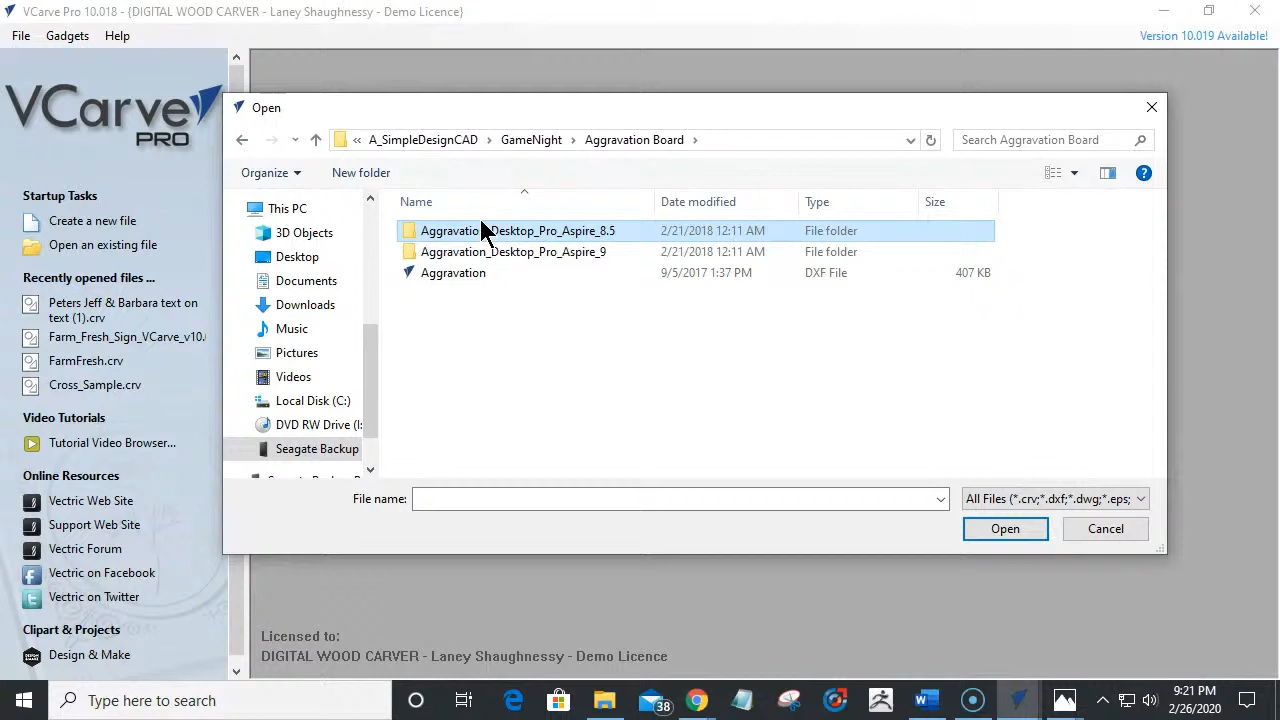 VCarve Pro 10.018 - {DIGITAL WOOD CARVER - Laney Shaughnessy - Demo Licence}
File Gadgets Help
Version 10.019 Available!
VCarve
PRO
Startup Tasks
Create a new file
Open an existing file
Recently opened files ...
Peters Jeff & Barbara text on
text (1).crv
Farm_Fresh_Sign_VCarve_v10.
FarmFresh.crv
Cross_Sample.crv
Video Tutorials
Tutorial Video Browser...
Online Resources
Vectric Web Site
Support Web Site
Vectric Forum
Vectric on Facebook
Vectric on Twitter
Clipart & Projects
Design & Make
Open
« A_SimpleDesignCAD > GameNight > Aggravation Board >
Search Aggravation Board
Organize
New folder
This PC
3D Objects
Desktop
Documents
Downloads
Music
Pictures
Videos
Local Disk (C:)
DVD RW Drive (I:
Seagate Backup
Name Date modified Type Size
Aggravation_Desktop_Pro_Aspire_8.5 2/21/2018 12:11 AM File folder
Aggravation_Desktop_Pro_Aspire_9 2/21/2018 12:11 AM File folder
Aggravation 9/5/2017 1:37 PM DXF File 407 KB
File name:
All Files (*.crv;*.dxf;*.dwg;*.eps;
Open
Cancel
Licensed to:
DIGITAL WOOD CARVER - Laney Shaughnessy - Demo Licence
Type here to search
38
9:21 PM
2/26/2020